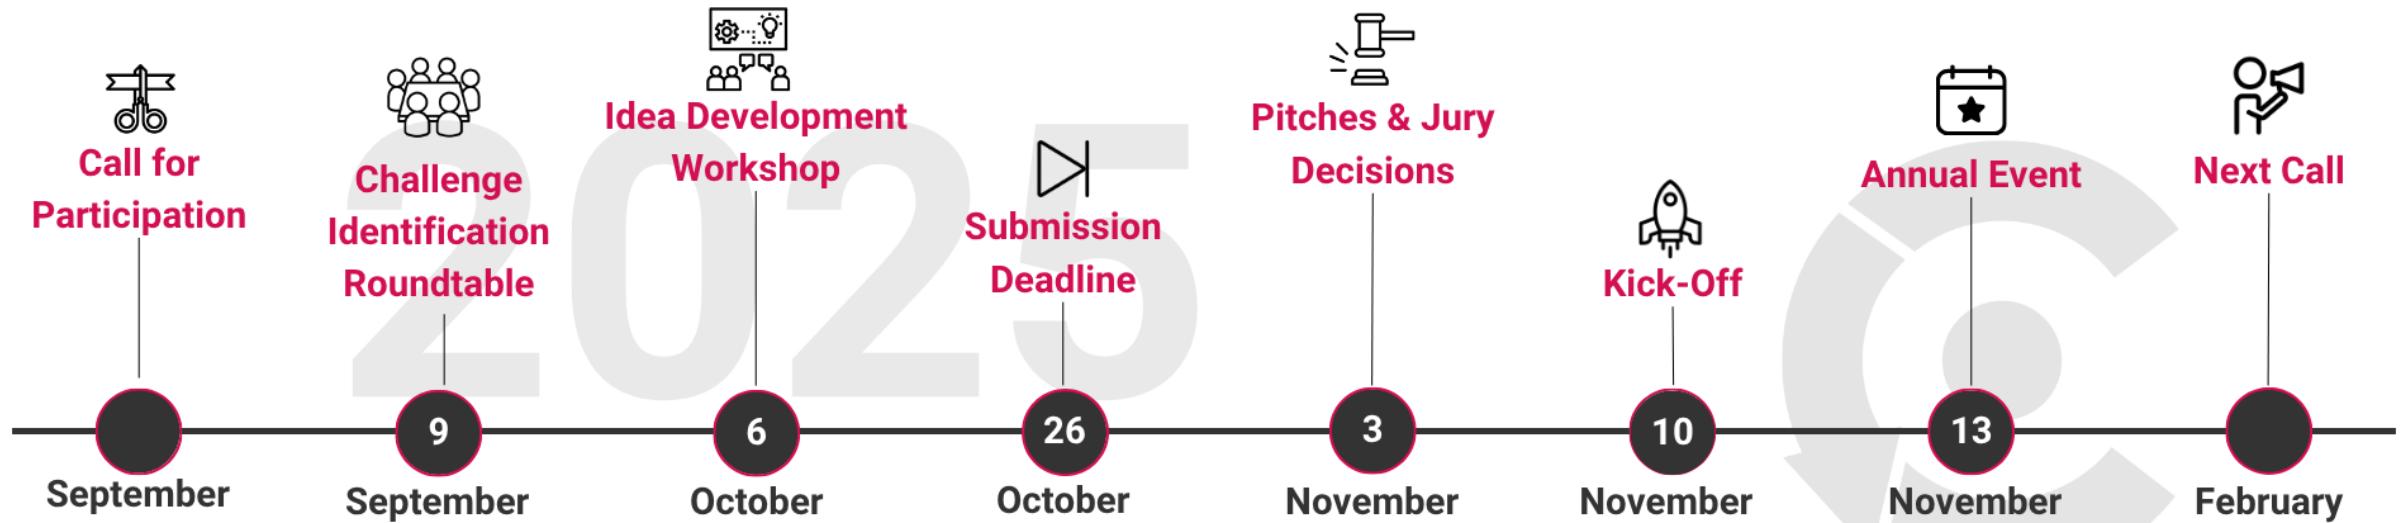 Call for
Participation
September
Challenge
Identification
Roundtable
9
September
Idea Development
Workshop
6
October
Submission
Deadline
26
October
Pitches & Jury
Decisions
3
November
Kick-Off
10
November
Annual Event
13
November
Next Call
February
2025